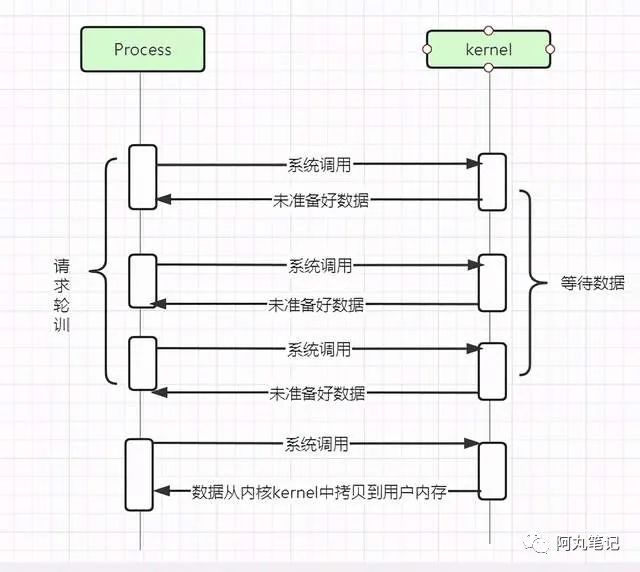 Process
kernel
系统调用
未准备好数据
系统调用
未准备好数据
请求轮训
等待数据
系统调用
未准备好数据
系统调用
数据从内核kernel中拷贝到用户内存
阿丸笔记